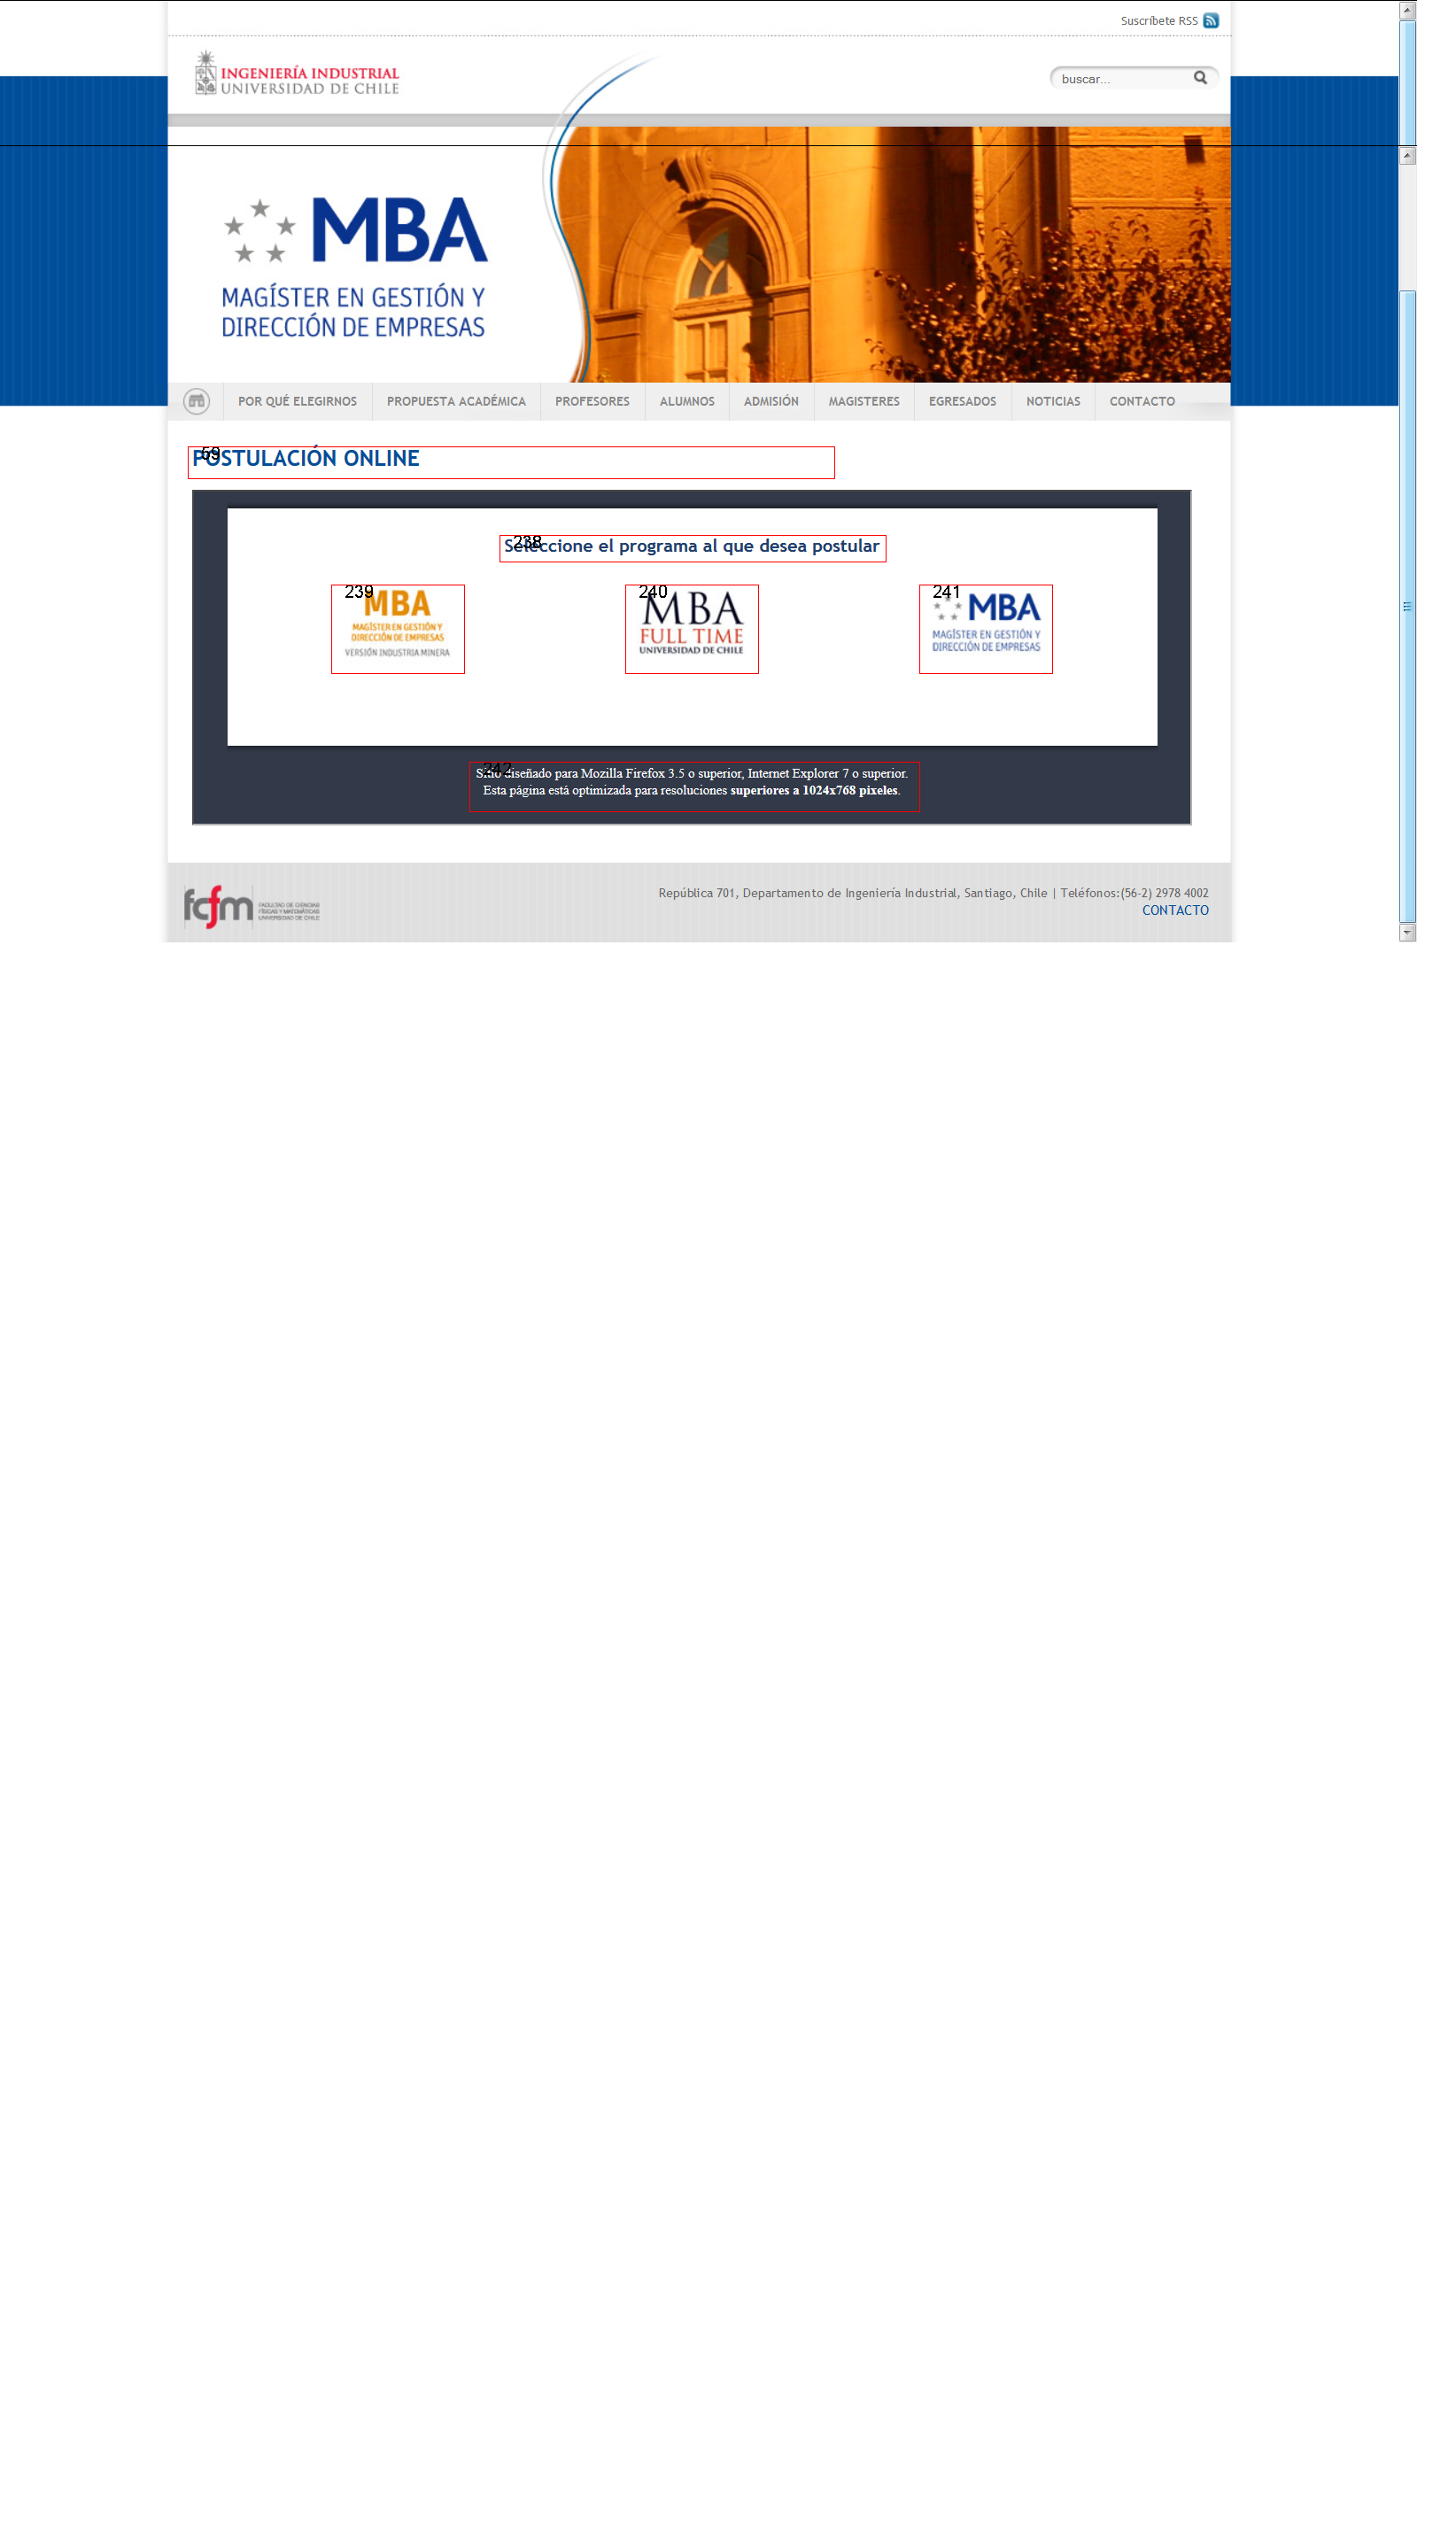 Suscríbete RSS
INGENIERÍA INDUSTRIAL
UNIVERSIDAD DE CHILE
buscar...
MBA
MAGÍSTER EN GESTIÓN Y
DIRECCIÓN DE EMPRESAS
POR QUÉ ELEGIRNOS PROPUESTA ACADÉMICA PROFESORES ALUMNOS ADMISIÓN MAGISTERES EGRESADOS NOTICIAS CONTACTO
59
POSTULACIÓN ONLINE
238
Seleccione el programa al que desea postular
239
MBA
MAGÍSTER EN GESTIÓN Y
DIRECCIÓN DE EMPRESAS
VERSIÓN INDUSTRIA MINERA
240
MBA
FULL TIME
UNIVERSIDAD DE CHILE
241
MBA
MAGÍSTER EN GESTIÓN Y
DIRECCIÓN DE EMPRESAS
242
Sitio diseñado para Mozilla Firefox 3.5 o superior, Internet Explorer 7 o superior.
Esta página está optimizada para resoluciones superiores a 1024x768 pixeles.
fcfm
FACULTAD DE CIENCIAS
FÍSICAS Y MATEMÁTICAS
UNIVERSIDAD DE CHILE
República 701, Departamento de Ingeniería Industrial, Santiago, Chile | Teléfonos:(56-2) 2978 4002
CONTACTO